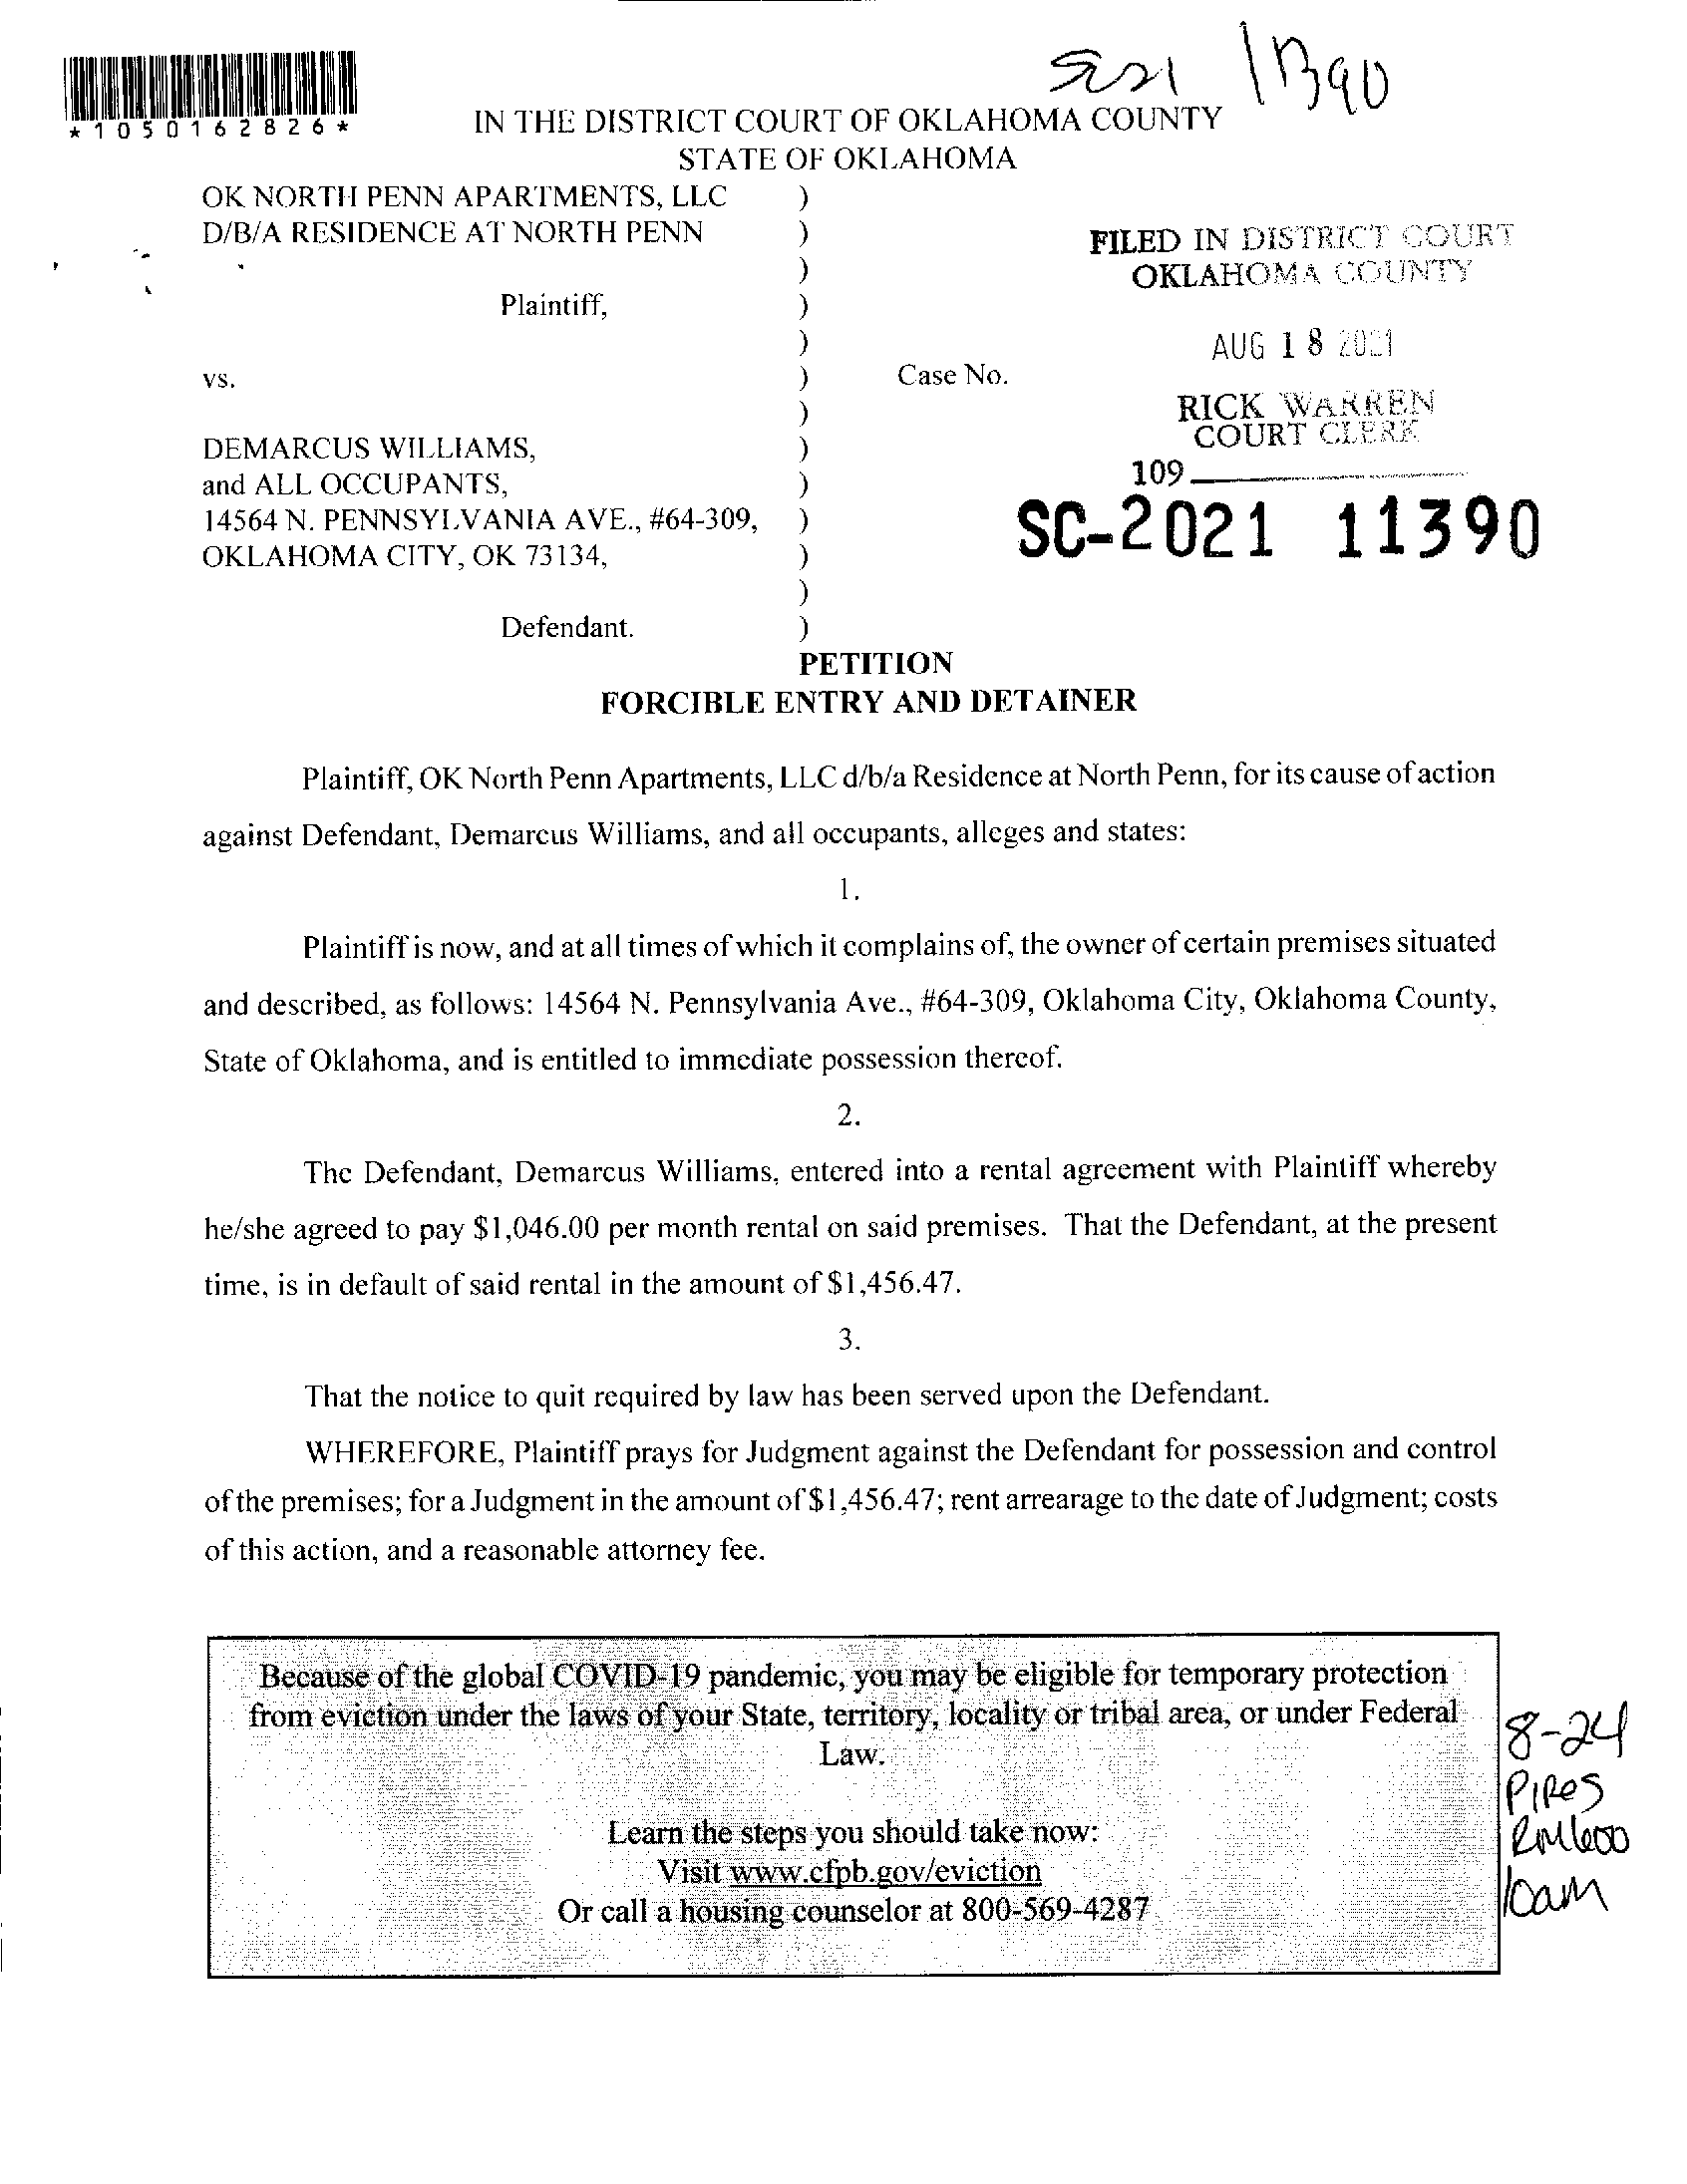 SC21 11390
*1050162826*
IN THE DISTRICT COURT OF OKLAHOMA COUNTY
STATE OF OKLAHOMA
OK NORTH PENN APARTMENTS, LLC )
D/B/A RESIDENCE AT NORTH PENN )
)
Plaintiff, )
)
vs. )
)
DEMARCUS WILLIAMS, )
and ALL OCCUPANTS, )
14564 N. PENNSYLVANIA AVE., #64-309, )
OKLAHOMA CITY, OK 73134, )
)
Defendant. )
Case No.
FILED IN DISTRICT COURT
OKLAHOMA COUNTY
AUG 18 2021
RICK WARREN
COURT CLERK
109
SC-2021 11390
PETITION
FORCIBLE ENTRY AND DETAINER
Plaintiff, OK North Penn Apartments, LLC d/b/a Residence at North Penn, for its cause of action
against Defendant, Demarcus Williams, and all occupants, alleges and states:
1.
Plaintiff is now, and at all times of which it complains of, the owner of certain premises situated
and described, as follows: 14564 N. Pennsylvania Ave., #64-309, Oklahoma City, Oklahoma County,
State of Oklahoma, and is entitled to immediate possession thereof.
2.
The Defendant, Demarcus Williams, entered into a rental agreement with Plaintiff whereby
he/she agreed to pay $1,046.00 per month rental on said premises. That the Defendant, at the present
time, is in default of said rental in the amount of $1,456.47.
3.
That the notice to quit required by law has been served upon the Defendant.
WHEREFORE, Plaintiff prays for Judgment against the Defendant for possession and control
of the premises; for a Judgment in the amount of $1,456.47; rent arrearage to the date of Judgment; costs
of this action, and a reasonable attorney fee.
Because of the global COVID-19 pandemic, you may be eligible for temporary protection
from eviction under the laws of your State, territory, locality or tribal area, or under Federal
Law.
Learn the steps you should take now:
Visit www.cfpb.gov/eviction
Or call a housing counselor at 800-569-4287
8-24
PIRES
Rm600
10am